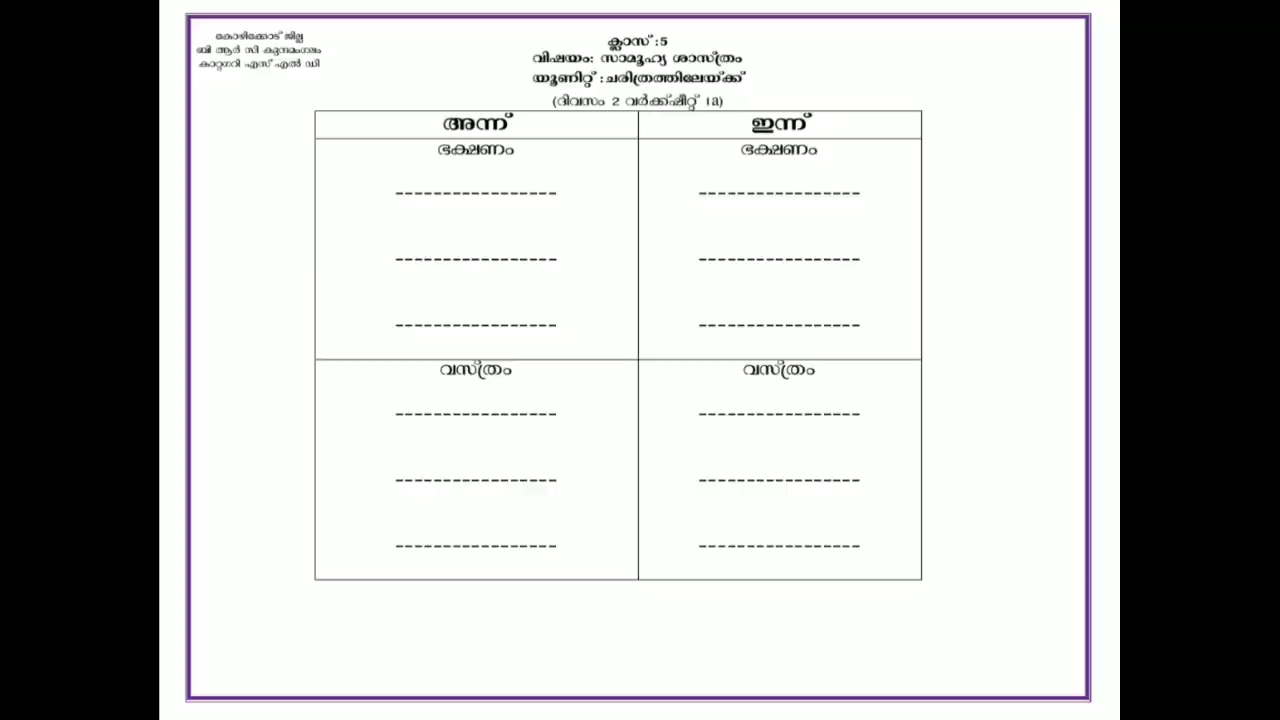 കോഴിക്കോട് ജില്ല
ബി ആർ സി കുന്ദമംഗലം
കാറ്റഗറി എസ് എൽ ഡി
ക്ലാസ് :5
വിഷയം: സാമൂഹ്യ ശാസ്ത്രം
യൂണിറ്റ് :ചരിത്രത്തിലേയ്ക്ക്
(ദിവസം 2 വർക്ക്ഷീറ്റ് 1a)
അന്ന് ഇന്ന്
ഭക്ഷണം ഭക്ഷണം
---------------- ----------------
---------------- ----------------
---------------- ----------------
വസ്ത്രം വസ്ത്രം
---------------- ----------------
---------------- ----------------
---------------- ----------------